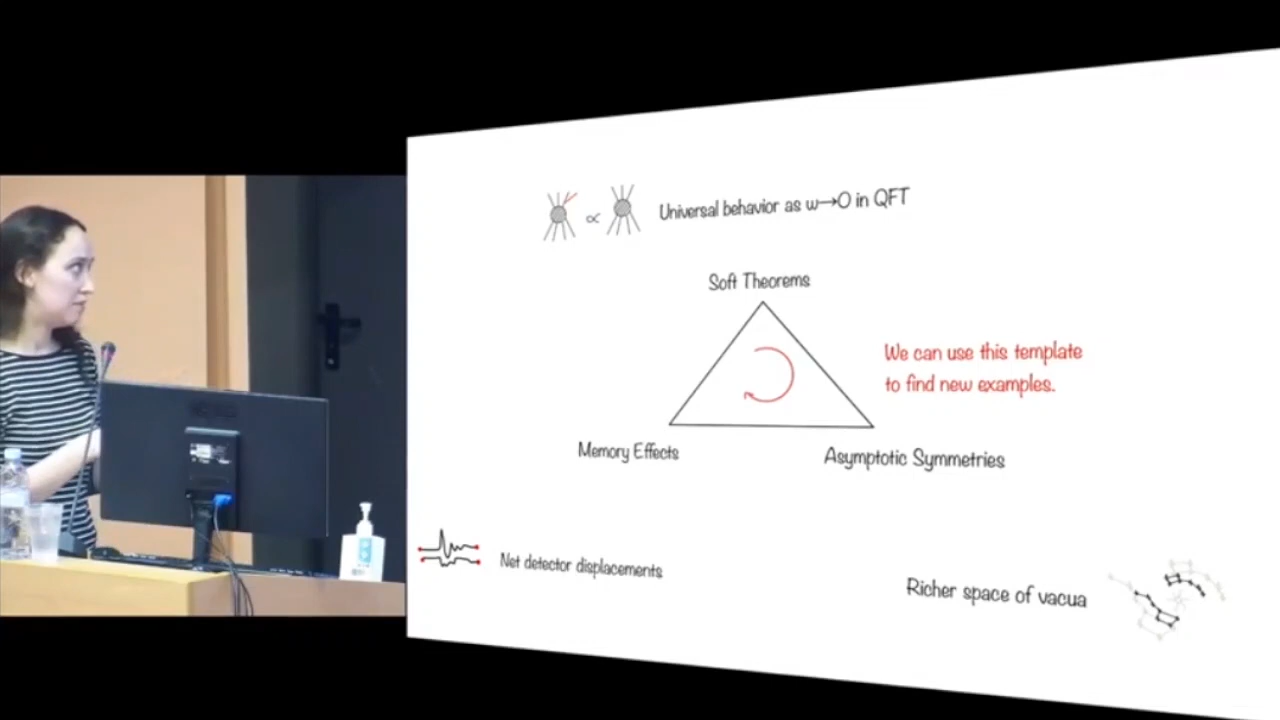 ∝ Universal behavior as w→0 in QFT
Soft Theorems
We can use this template
to find new examples.
Memory Effects
Asymptotic Symmetries
Net detector displacements
Richer space of vacua